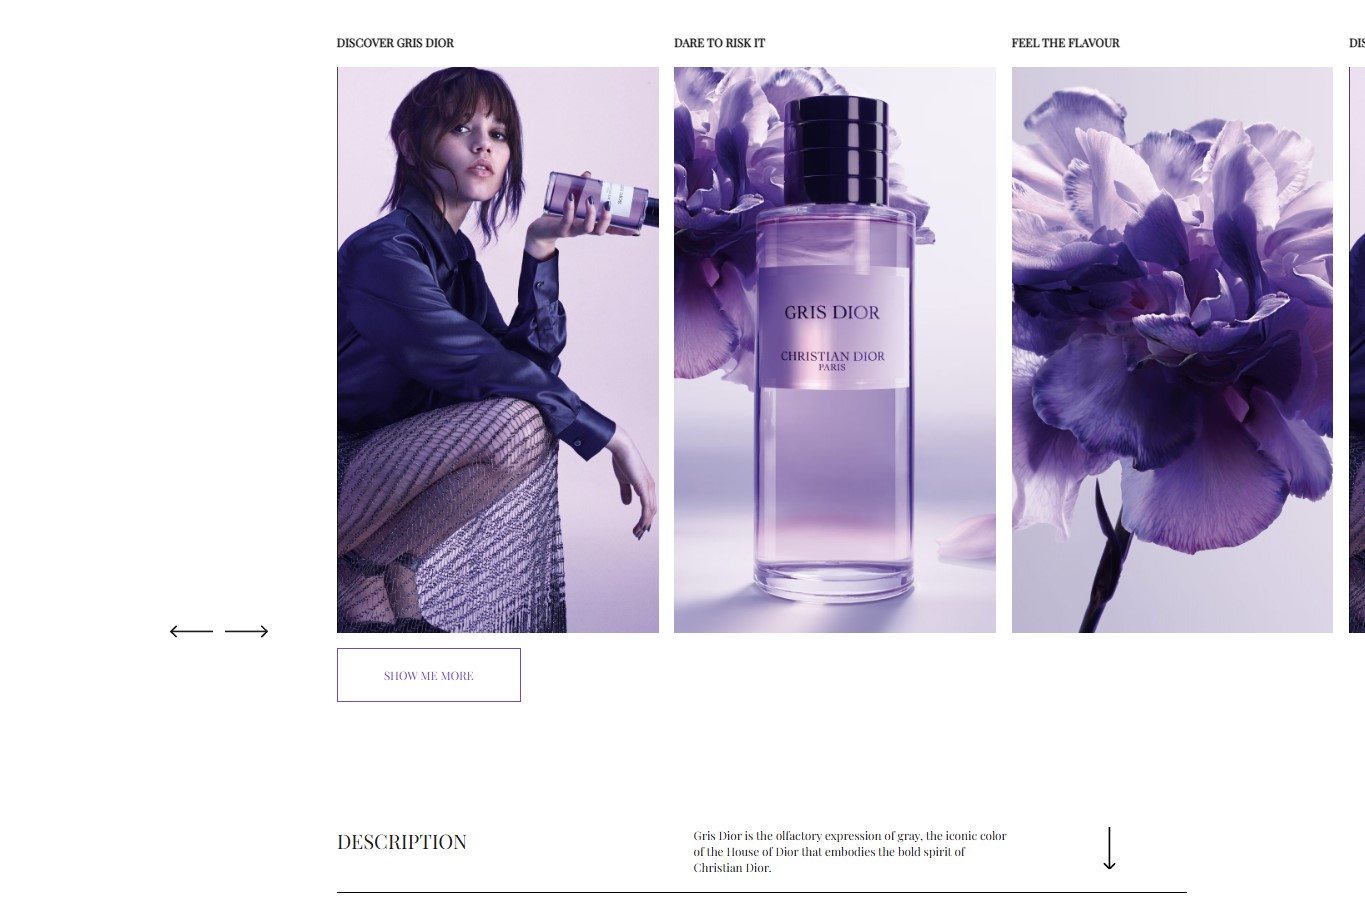 DISCOVER GRIS DIOR
DARE TO RISK IT
FEEL THE FLAVOUR
DIS
GRIS DIOR
CHRISTIAN DIOR
PARIS
SHOW ME MORE
DESCRIPTION
Gris Dior is the olfactory expression of gray, the iconic color
of the House of Dior that embodies the bold spirit of
Christian Dior.